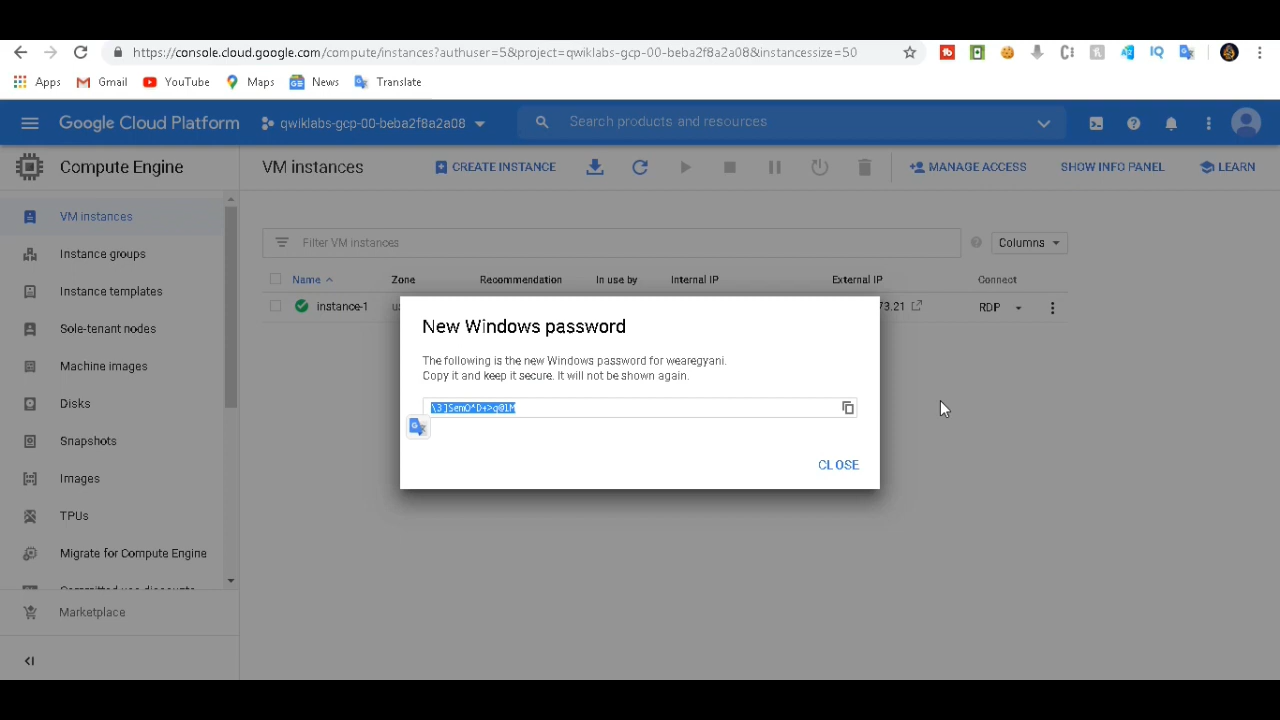 https://console.cloud.google.com/compute/instances?authuser=5&project=qwiklabs-gcp-00-beba2f8a2a08&instancessize=50
Apps Gmail YouTube Maps News Translate
Google Cloud Platform qwiklabs-gcp-00-beba2f8a2a08 Search products and resources
Compute Engine VM instances CREATE INSTANCE MANAGE ACCESS SHOW INFO PANEL LEARN
VM instances
Instance groups
Instance templates
Sole-tenant nodes
Machine images
Disks
Snapshots
Images
TPUs
Migrate for Compute Engine
Committed use discounts
Marketplace
Filter VM instances Columns
Name Zone Recommendation In use by Internal IP External IP Connect
instance-1 73.21 RDP
New Windows password
The following is the new Windows password for wearegyani.
Copy it and keep it secure. It will not be shown again.
CLOSE